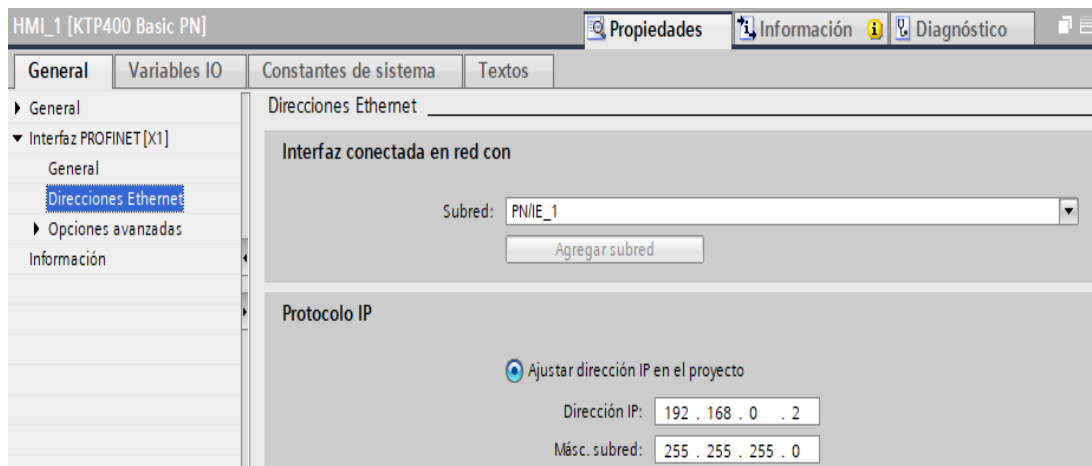 HMI_1 [KTP400 Basic PN]
Propiedades
Información
Diagnóstico
General
Variables IO
Constantes de sistema
Textos
General
Interfaz PROFINET [X1]
General
Direcciones Ethernet
Opciones avanzadas
Información
Direcciones Ethernet
Interfaz conectada en red con
Subred: PN/IE_1
Agregar subred
Protocolo IP
Ajustar dirección IP en el proyecto
Dirección IP: 192 . 168 . 0 . 2
Másc. subred: 255 . 255 . 255 . 0